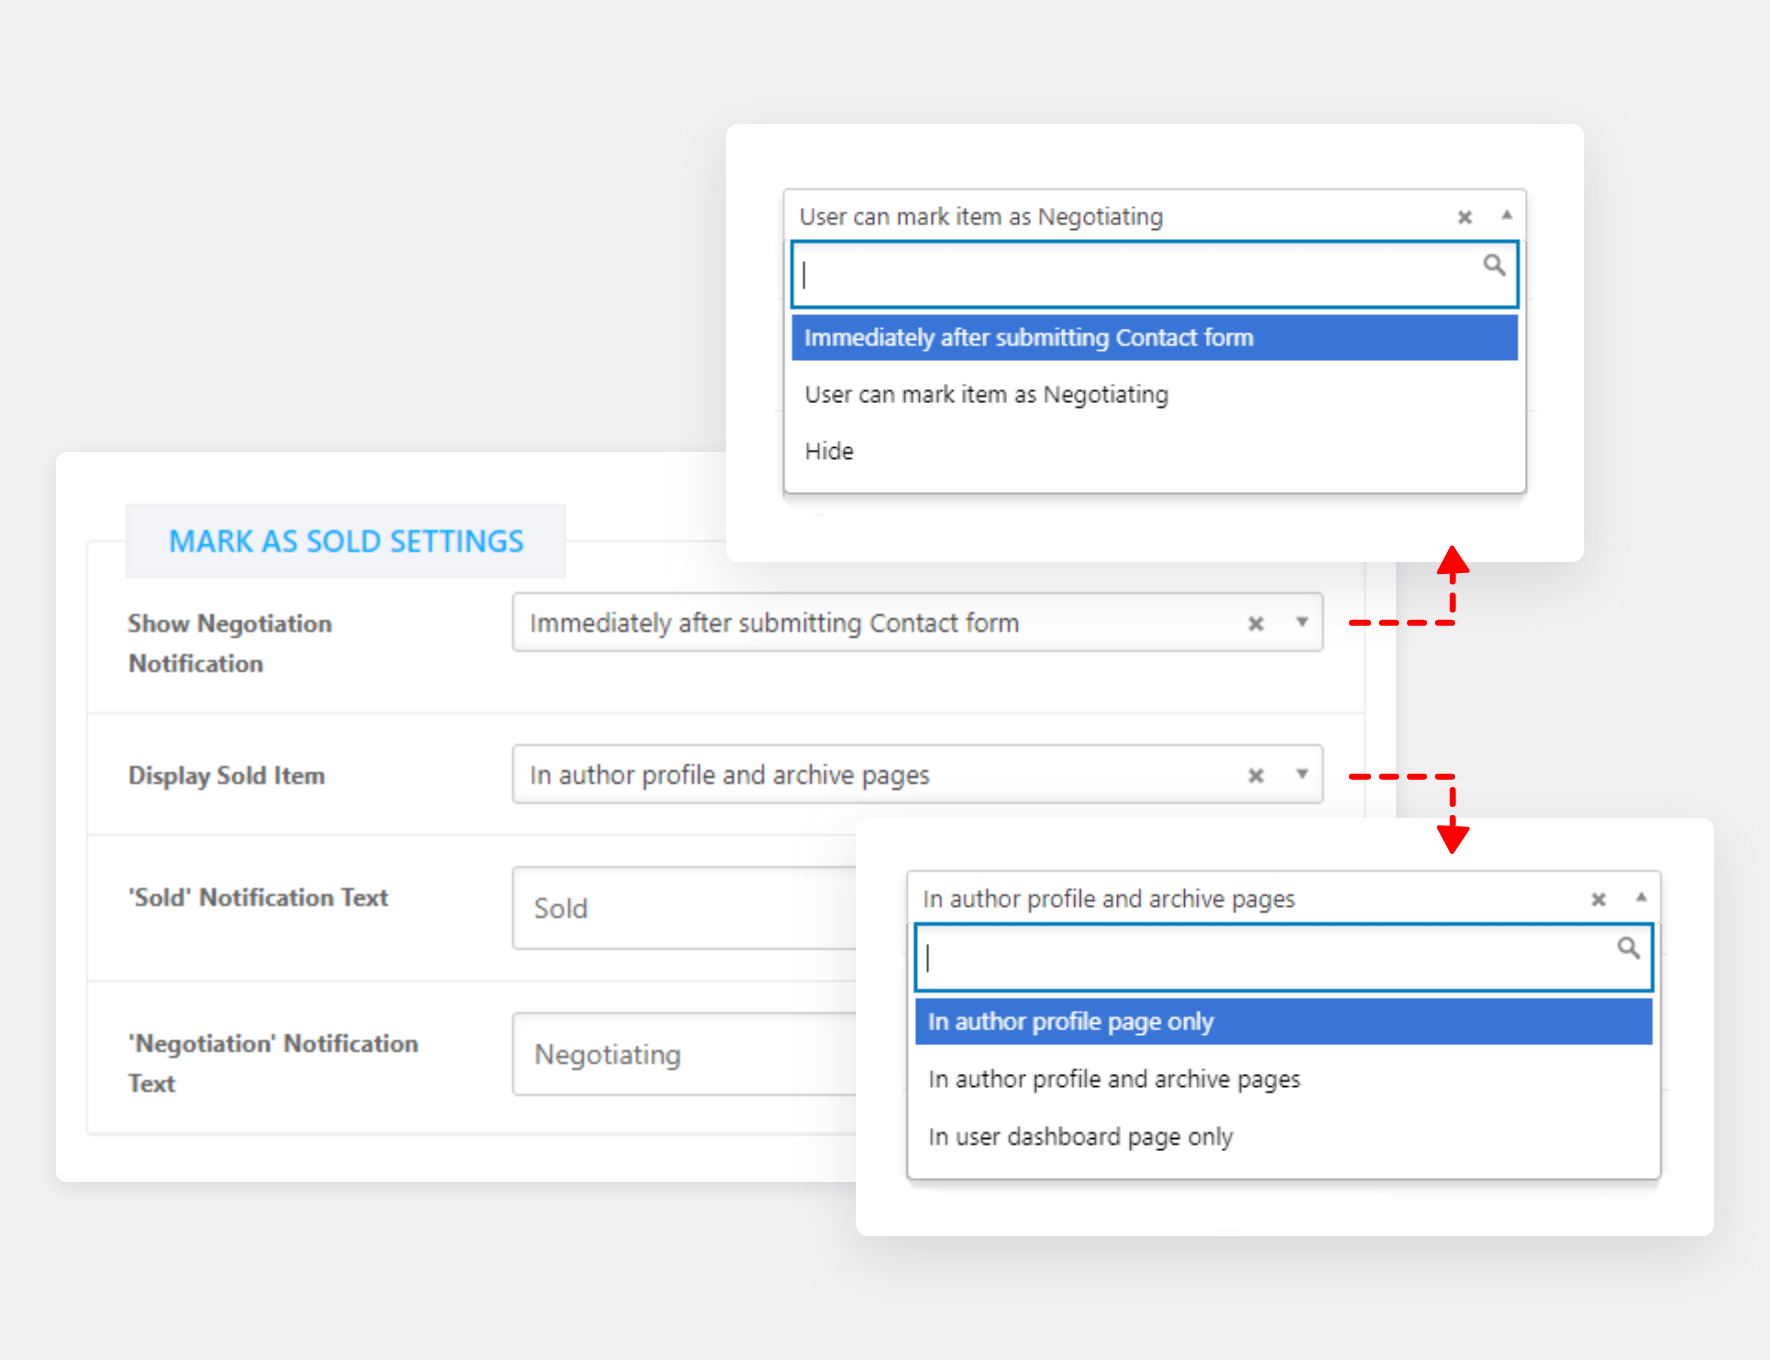 User can mark item as Negotiating
Immediately after submitting Contact form
User can mark item as Negotiating
Hide
MARK AS SOLD SETTINGS
Show Negotiation
Notification
Immediately after submitting Contact form
Display Sold Item
In author profile and archive pages
'Sold' Notification Text
Sold
'Negotiation' Notification
Text
Negotiating
In author profile and archive pages
In author profile page only
In author profile and archive pages
In user dashboard page only